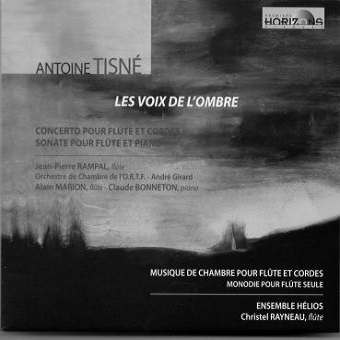 PREMIERS
HORIZONS
ANTOINE TISNÉ
LES VOIX DE L'OMBRE
CONCERTO POUR FLÛTE ET CORDES
SONATE POUR FLÛTE ET PIANO
Jean-Pierre RAMPAL, flûte
Orchestre de Chambre de l'O.R.T.F. - André Girard
Alain MARION, flûte - Claude BONNETON, piano
MUSIQUE DE CHAMBRE POUR FLÛTE ET CORDES
MONODIE POUR FLÛTE SEULE
ENSEMBLE HÉLIOS
Christel RAYNEAU, flûte